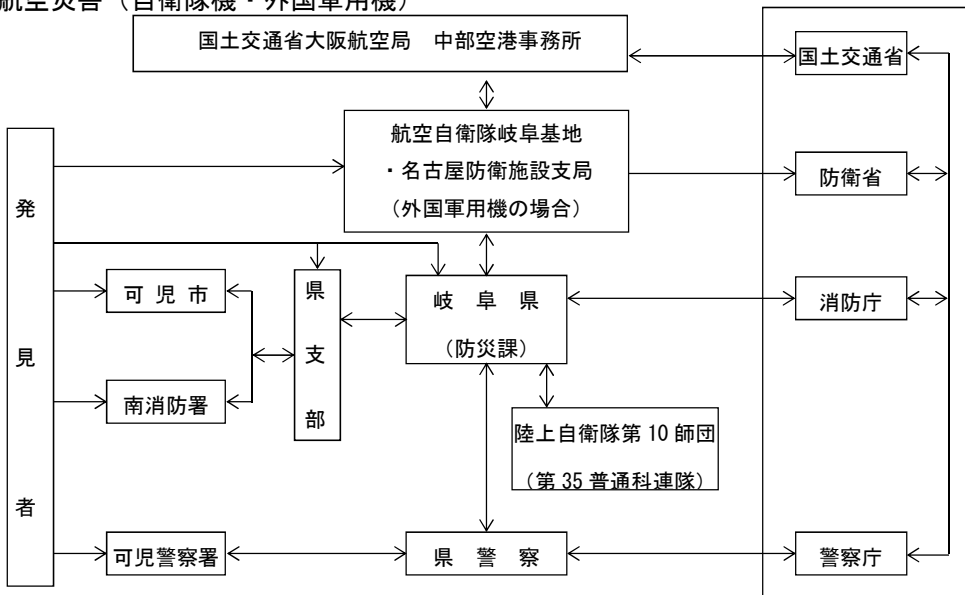 航空災害（自衛隊機・外国軍用機）
国土交通省大阪航空局　中部空港事務所
国土交通省
航空自衛隊岐阜基地
・名古屋防衛施設支局
（外国軍用機の場合）
防衛省
発見者
可児市
県支部
岐阜県
（防災課）
消防庁
南消防署
陸上自衛隊第10師団
（第35普通科連隊）
可児警察署
県警察
警察庁